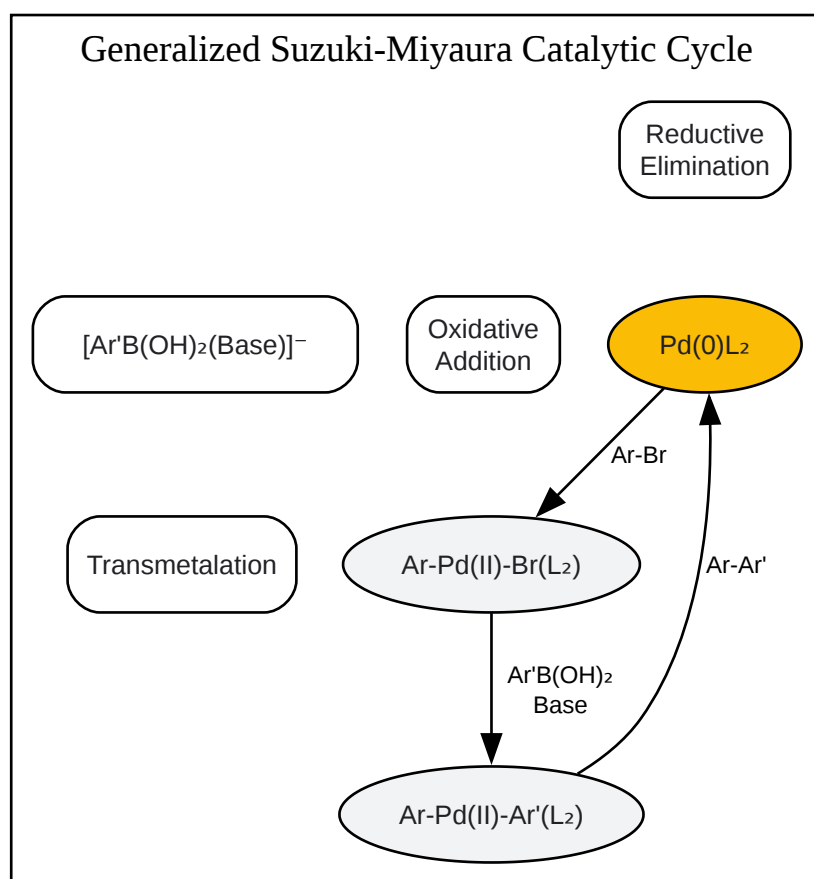 Generalized Suzuki-Miyaura Catalytic Cycle
Reductive
Elimination
[Ar'B(OH)₂(Base)]⁻
Oxidative
Addition
Pd(0)L₂
Ar-Br
Transmetalation
Ar-Pd(II)-Br(L₂)
Ar-Ar'
Ar'B(OH)₂
Base
Ar-Pd(II)-Ar'(L₂)